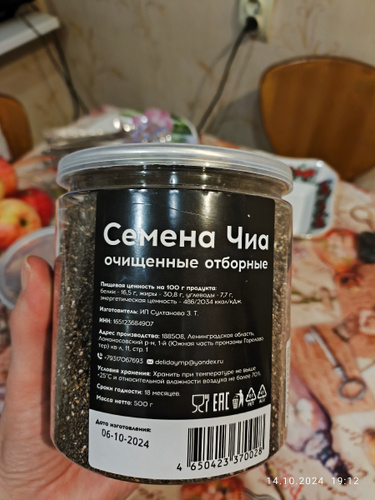 Семена Чиа
очищенные отборные
Пищевая ценность на 100 г продукта:
белки - 16,5 г, жиры - 30,8 г, углеводы - 7,7 г,
энергетическая ценность - 486/2034 ккал/кДж.
Изготовитель: ИП Султанова З. Т.
ИНН: 165123684907
Адрес производства: 188508, Ленинградская область,
Ломоносовский р-н, 1-й (Южная часть промзоны Горелово
тер) кв-л, 11, стр. 1
+79317067693 delidaymp@yandex.ru
Условия хранения: Хранить при температуре не выше
+25°С и относительной влажности воздуха не более 70%
Срок годности: 18 месяцев.
Масса нетто: 500 г
EAC
Дата изготовления:
06-10-2024
4 650423 370028
14.10.2024 19:12